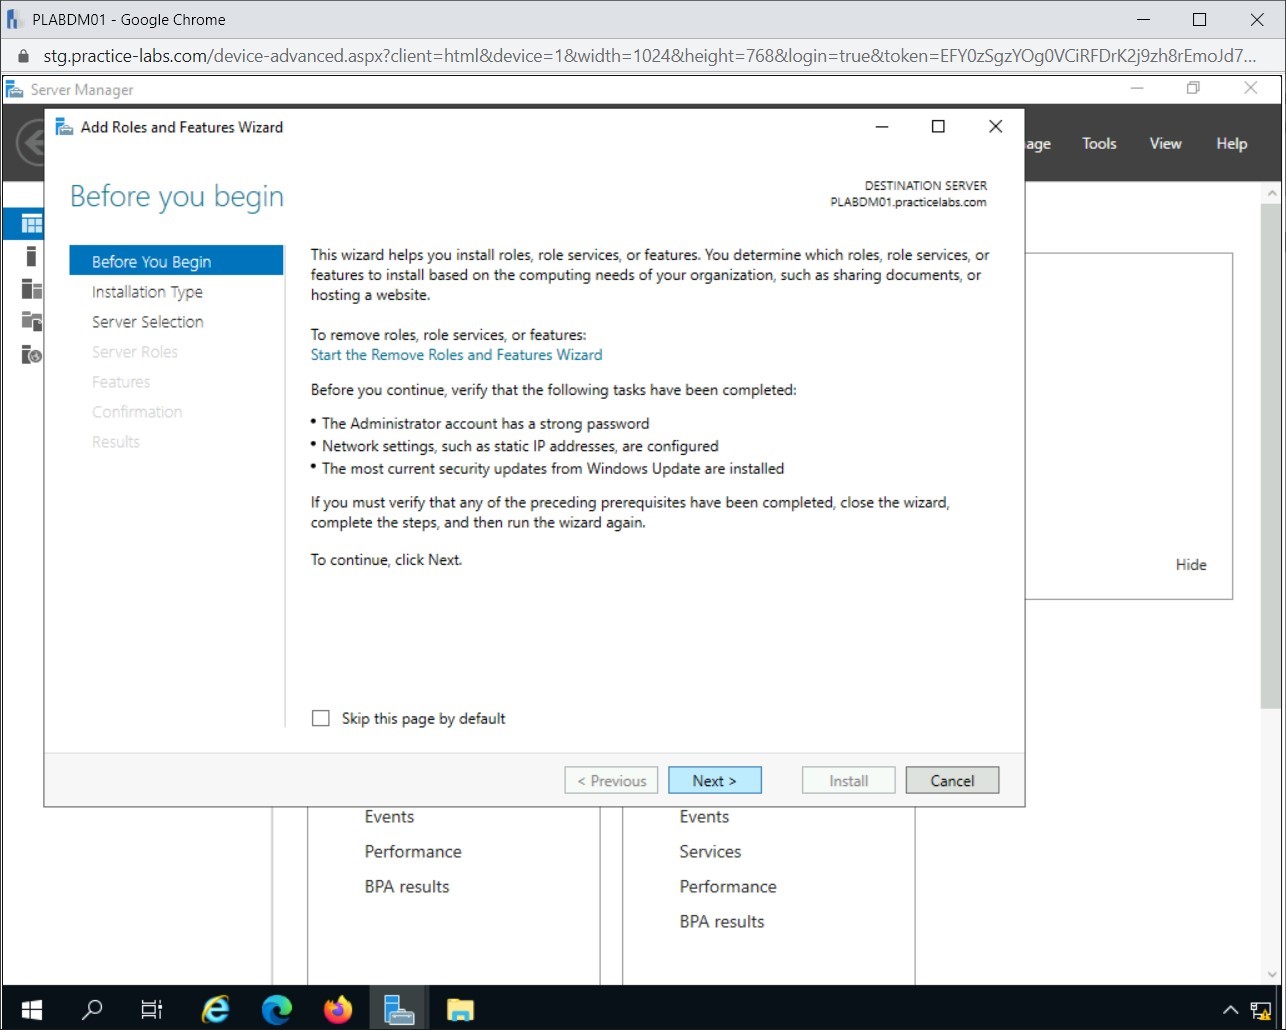 PLABDM01 - Google Chrome
stg.practice-labs.com/device-advanced.aspx?client=html&device=1&width=1024&height=768&login=true&token=EFY0zSgzYOg0VCiRFDrK2j9zh8rEmoJd7...
Server Manager
Add Roles and Features Wizard
age Tools View Help
Before you begin
DESTINATION SERVER
PLABDM01.practicelabs.com
Before You Begin
Installation Type
Server Selection
Server Roles
Features
Confirmation
Results
This wizard helps you install roles, role services, or features. You determine which roles, role services, or
features to install based on the computing needs of your organization, such as sharing documents, or
hosting a website.
To remove roles, role services, or features:
Start the Remove Roles and Features Wizard
Before you continue, verify that the following tasks have been completed:
• The Administrator account has a strong password
• Network settings, such as static IP addresses, are configured
• The most current security updates from Windows Update are installed
If you must verify that any of the preceding prerequisites have been completed, close the wizard,
complete the steps, and then run the wizard again.
To continue, click Next.
Hide
Skip this page by default
< Previous Next > Install Cancel
Events
Performance
BPA results
Events
Services
Performance
BPA results